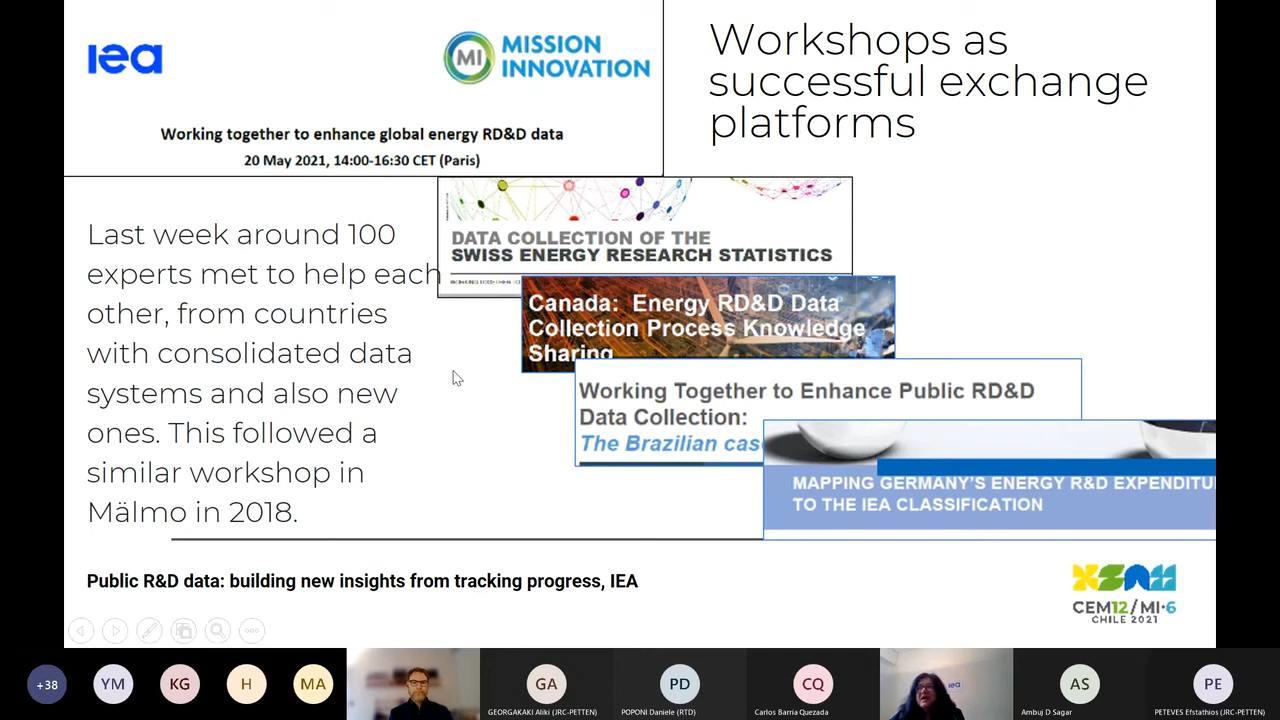 iea
MI MISSION
INNOVATION
Working together to enhance global energy RD&D data
20 May 2021, 14:00-16:30 CET (Paris)
Workshops as
successful exchange
platforms
Last week around 100
experts met to help each
other, from countries
with consolidated data
systems and also new
ones. This followed a
similar workshop in
Mälmo in 2018.
DATA COLLECTION OF THE
SWISS ENERGY RESEARCH STATISTICS
Canada: Energy RD&D Data
Collection Process Knowledge
Sharing
Working Together to Enhance Public RD&D
Data Collection:
The Brazilian cas
MAPPING GERMANY'S ENERGY R&D EXPENDITU
TO THE IEA CLASSIFICATION
Public R&D data: building new insights from tracking progress, IEA
CEM12/MI-6
CHILE 2021
+38
YM
KG
H
MA
GA
GEORGAKAKI Aliki (JRC-PETTEN)
PD
POPONI Daniele (RTD)
CQ
Carlos Barria Quezada
iea
AS
Ambuj D Sagar
PE
PETEVES Efstathios (JRC-PETTEN)